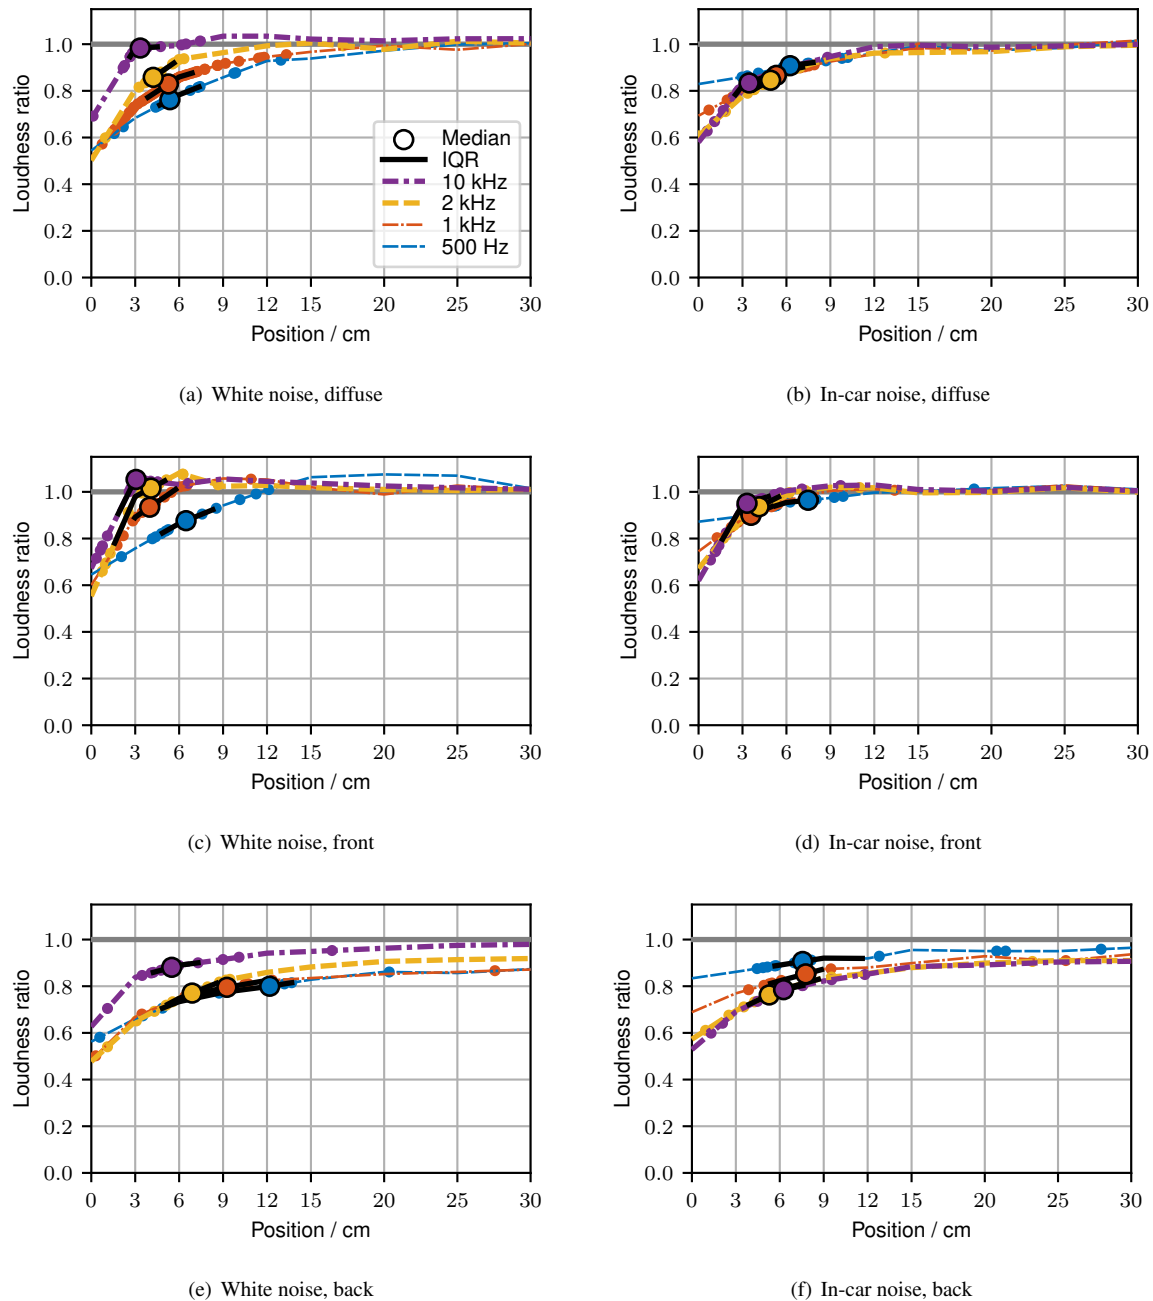 1.0
0.8
0.6
0.4
0.2
0.0
Loudness ratio
0 3 6 9 12 15 20 25 30
Position / cm
Median
IQR
10 kHz
2 kHz
1 kHz
500 Hz
(a) White noise, diffuse
1.0
0.8
0.6
0.4
0.2
0.0
Loudness ratio
0 3 6 9 12 15 20 25 30
Position / cm
(b) In-car noise, diffuse
1.0
0.8
0.6
0.4
0.2
0.0
Loudness ratio
0 3 6 9 12 15 20 25 30
Position / cm
(c) White noise, front
1.0
0.8
0.6
0.4
0.2
0.0
Loudness ratio
0 3 6 9 12 15 20 25 30
Position / cm
(d) In-car noise, front
1.0
0.8
0.6
0.4
0.2
0.0
Loudness ratio
0 3 6 9 12 15 20 25 30
Position / cm
(e) White noise, back
1.0
0.8
0.6
0.4
0.2
0.0
Loudness ratio
0 3 6 9 12 15 20 25 30
Position / cm
(f) In-car noise, back